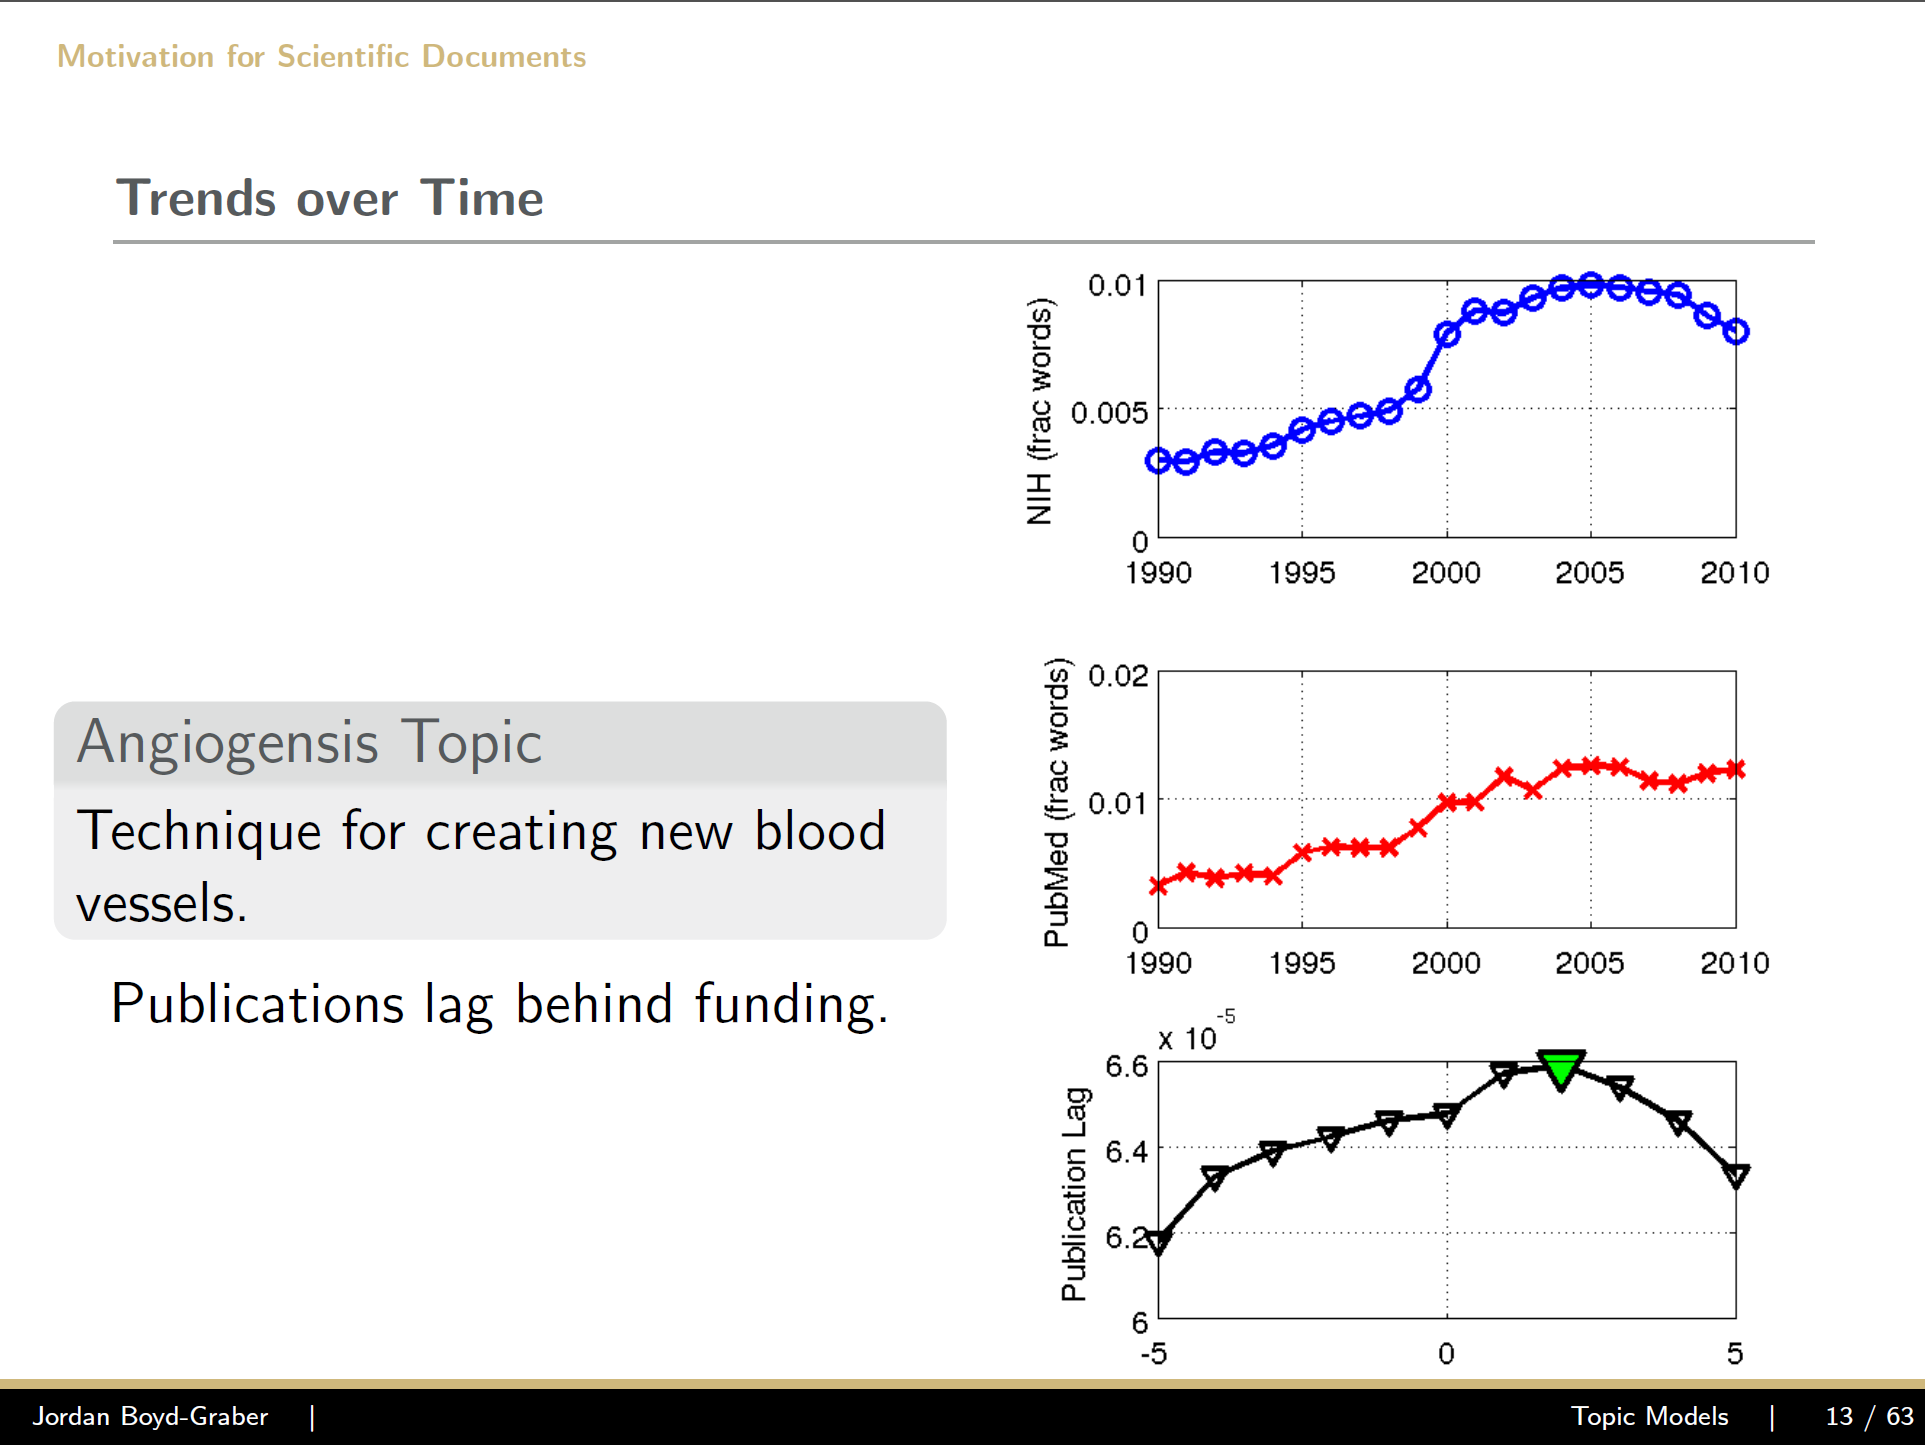 Motivation for Scientific Documents
Trends over Time
Angiogensis Topic
Technique for creating new blood
vessels.
Publications lag behind funding.
NIH (frac words)
0.01
0.005
0
1990 1995 2000 2005 2010
PubMed (frac words)
0.02
0.01
0
1990 1995 2000 2005 2010
x 10-5
Publication Lag
6.6
6.4
6.2
6
-5 0 5
Jordan Boyd-Graber |
Topic Models | 13 / 63